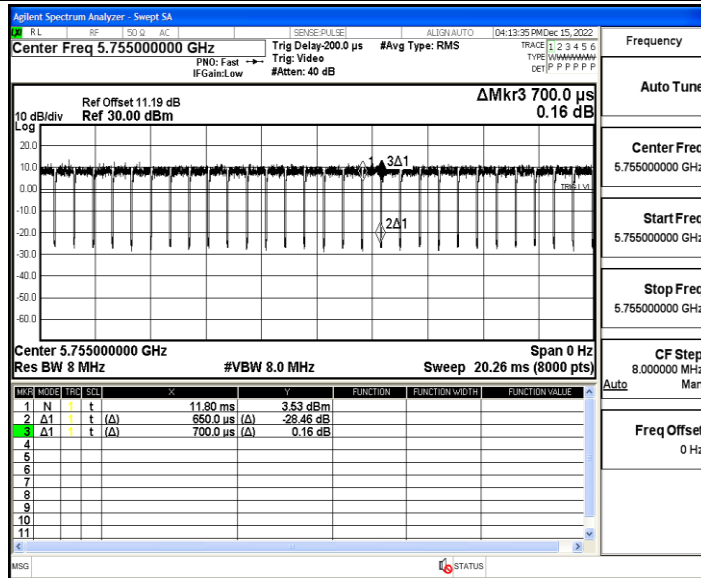 Agilent Spectrum Analyzer - Swept SA
RL RF 50 Ω AC SENSE:PULSE ALIGN AUTO 04:13:35 PM Dec 15, 2022
Center Freq 5.755000000 GHz
PNO: Fast
IFGain:Low
Trig Delay-200.0 µs
Trig: Video
#Atten: 40 dB
#Avg Type: RMS
TRACE 1 2 3 4 5 6
TYPE WWWWWW
DET P P P P P P
10 dB/div
Log
Ref Offset 11.19 dB
Ref 30.00 dBm
ΔMkr3 700.0 µs
0.16 dB
20.0
10.0
0.00
-10.0
-20.0
-30.0
-40.0
-50.0
-60.0
1
3Δ1
TRIG LVL
2Δ1
Center 5.755000000 GHz Span 0 Hz
Res BW 8 MHz #VBW 8.0 MHz Sweep 20.26 ms (8000 pts)
MKR MODE TRC SCL X Y FUNCTION FUNCTION WIDTH FUNCTION VALUE
1 N 1 t 11.80 ms 3.53 dBm
2 Δ1 1 t (Δ) 650.0 µs (Δ) -28.46 dB
3 Δ1 1 t (Δ) 700.0 µs (Δ) 0.16 dB
4
5
6
7
8
9
10
11
MSG STATUS
Frequency
Auto Tune
Center Freq
5.755000000 GHz
Start Freq
5.755000000 GHz
Stop Freq
5.755000000 GHz
CF Step
8.000000 MHz
Auto Man
Freq Offset
0 Hz